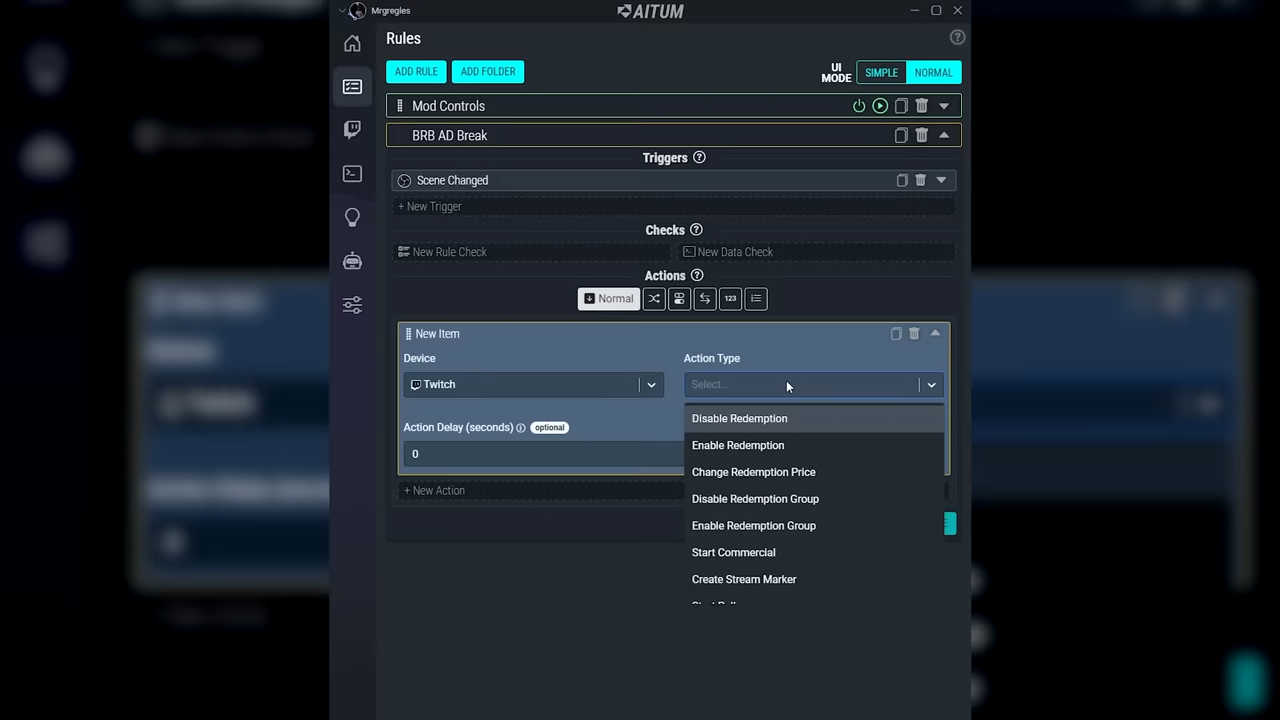 Mrgregles
AITUM
Rules
ADD RULE
ADD FOLDER
UI MODE
SIMPLE
NORMAL
Mod Controls
BRB AD Break
Triggers
Scene Changed
+ New Trigger
Checks
New Rule Check
New Data Check
Actions
Normal
123
New Item
Device
Action Type
Twitch
Select...
Disable Redemption
Action Delay (seconds)
optional
Enable Redemption
0
Change Redemption Price
+ New Action
Disable Redemption Group
Enable Redemption Group
Start Commercial
Create Stream Marker